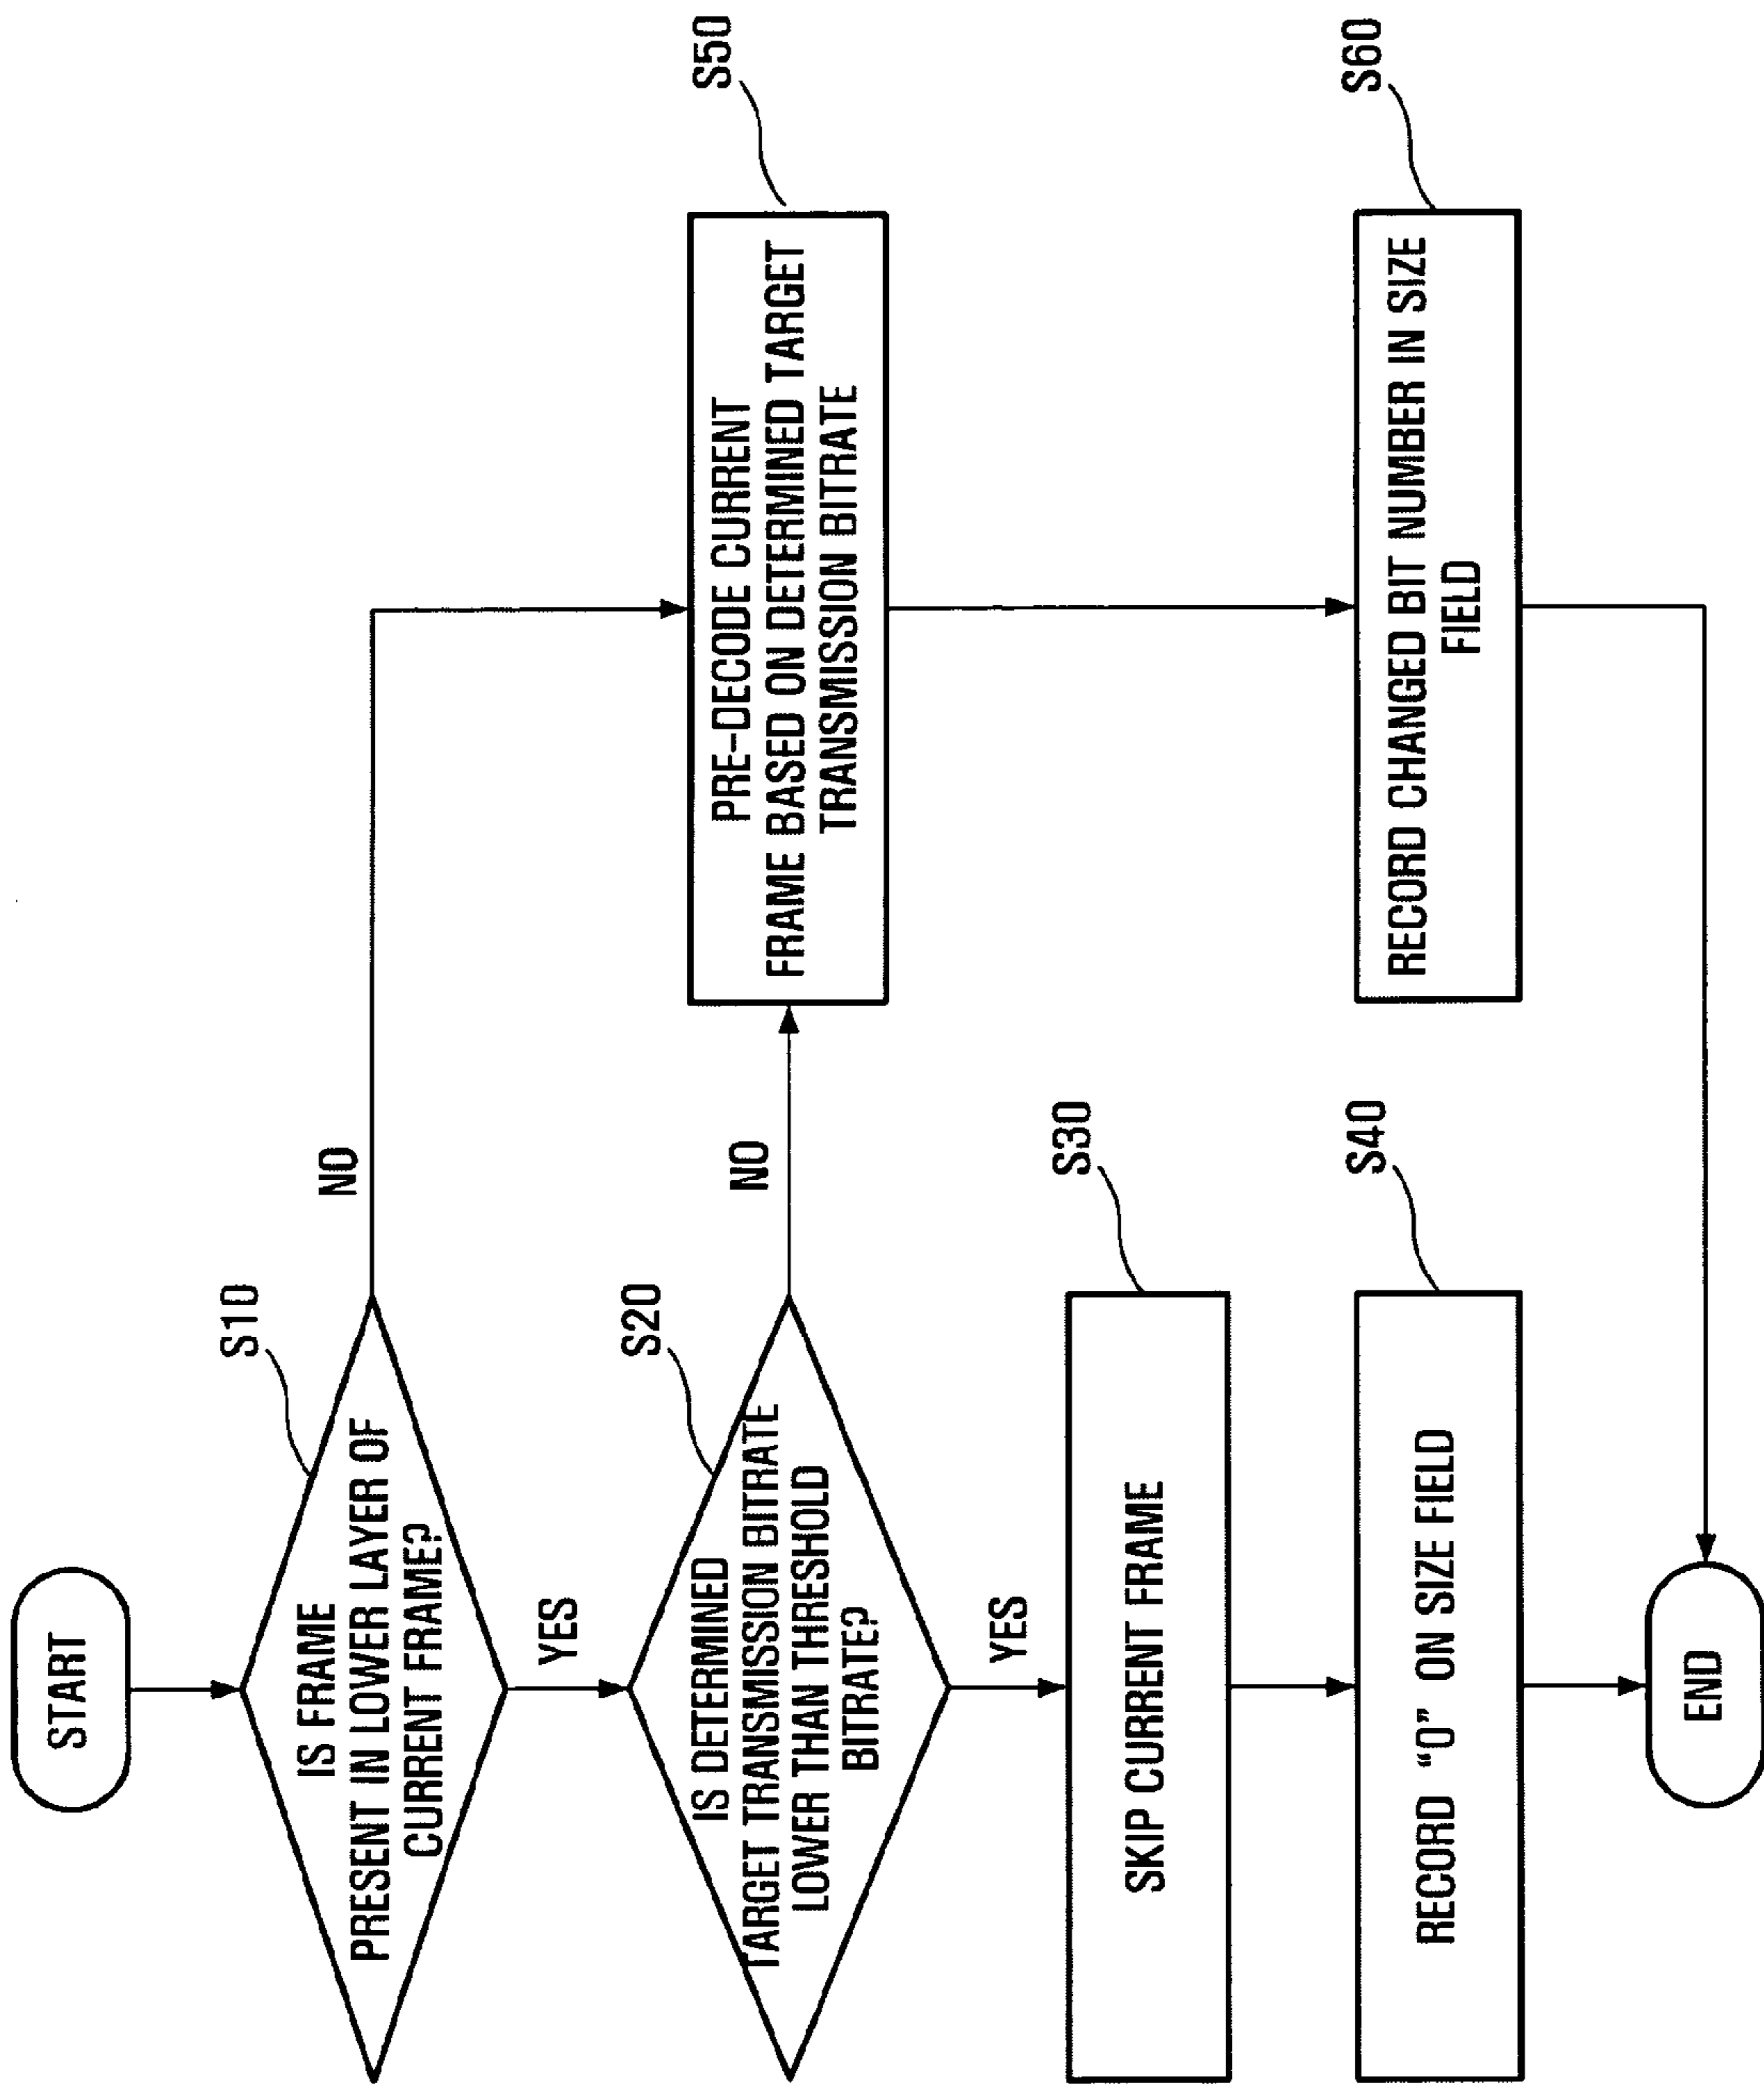 START
S10
IS FRAME
PRESENT IN LOWER LAYER OF
CURRENT FRAME?
NO
YES
S20
IS DETERMINED
TARGET TRANSMISSION BITRATE
LOWER THAN THRESHOLD
BITRATE?
NO
YES
S50
PRE-DECODE CURRENT
FRAME BASED ON DETERMINED TARGET
TRANSMISSION BITRATE
S30
SKIP CURRENT FRAME
S40
RECORD "0" ON SIZE FIELD
S60
RECORD CHANGED BIT NUMBER IN SIZE
FIELD
END